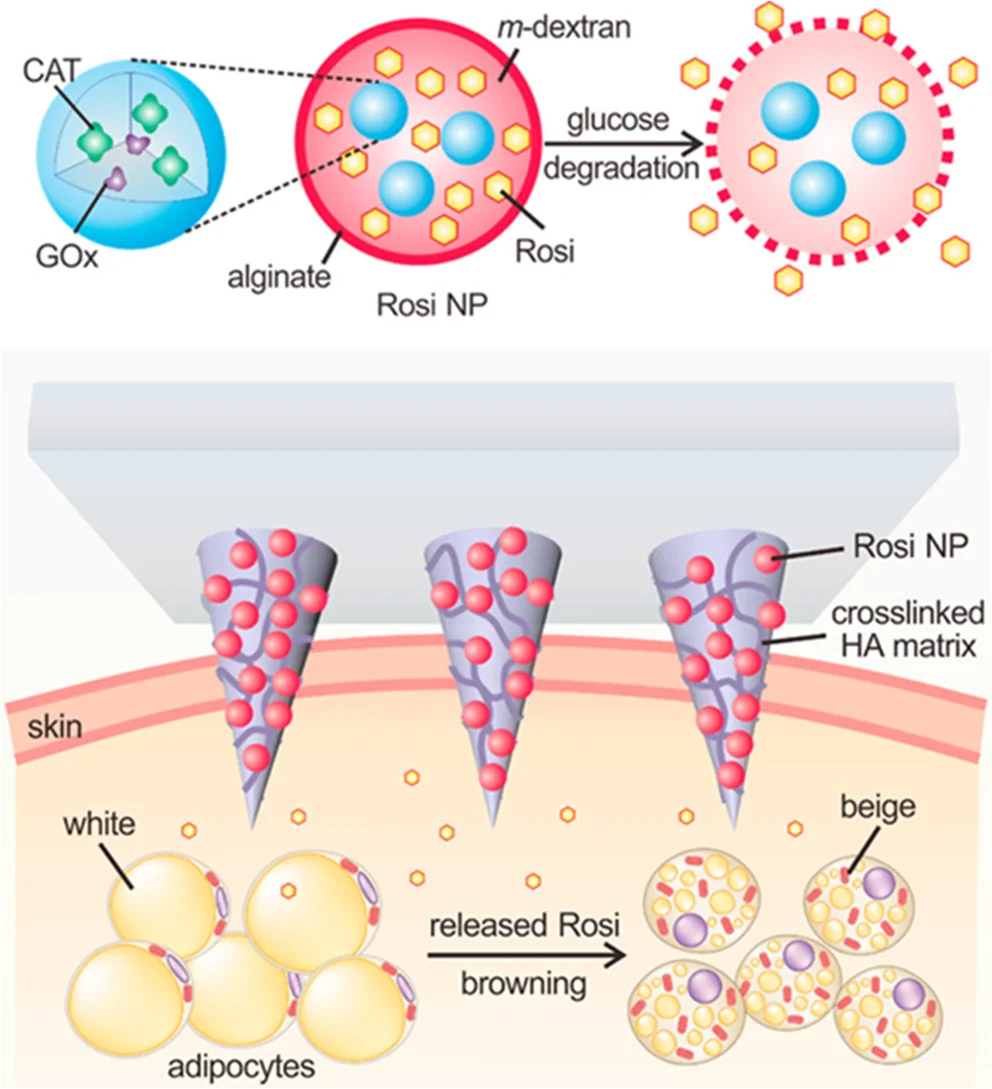 m-dextran
CAT
glucose
degradation
GOx
Rosi
alginate
Rosi NP
Rosi NP
crosslinked
HA matrix
skin
white
beige
released Rosi
browning
adipocytes